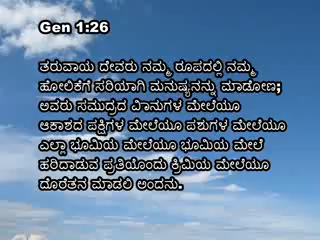 Gen 1:26
ತರುವಾಯ ದೇವರು ನಮ್ಮ ರೂಪದಲ್ಲಿ ನಮ್ಮ
ಹೋಲಿಕೆಗೆ ಸರಿಯಾಗಿ ಮನುಷ್ಯನನ್ನು ಮಾಡೋಣ;
ಅವರು ಸಮುದ್ರದ ವಿಾನುಗಳ ಮೇಲೆಯೂ
ಆಕಾಶದ ಪಕ್ಷಿಗಳ ಮೇಲೆಯೂ ಪಶುಗಳ ಮೇಲೆಯೂ
ಎಲ್ಲಾ ಭೂಮಿಯ ಮೇಲೆಯೂ ಭೂಮಿಯ ಮೇಲೆ
ಹರಿದಾಡುವ ಪ್ರತಿಯೊಂದು ಕ್ರಿಮಿಯ ಮೇಲೆಯೂ
ದೊರೆತನ ಮಾಡಲಿ ಅಂದನು.